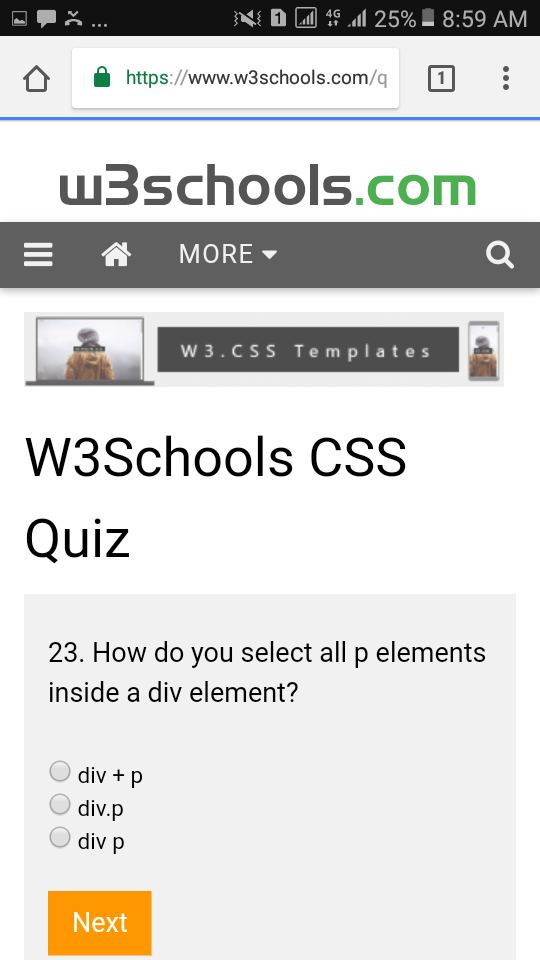 ... 1 4G 25% 8:59 AM
https://www.w3schools.com/q 1
w3schools.com
MORE
W3.CSS Templates
W3Schools CSS
Quiz
23. How do you select all p elements
inside a div element?
div + p
div.p
div p
Next